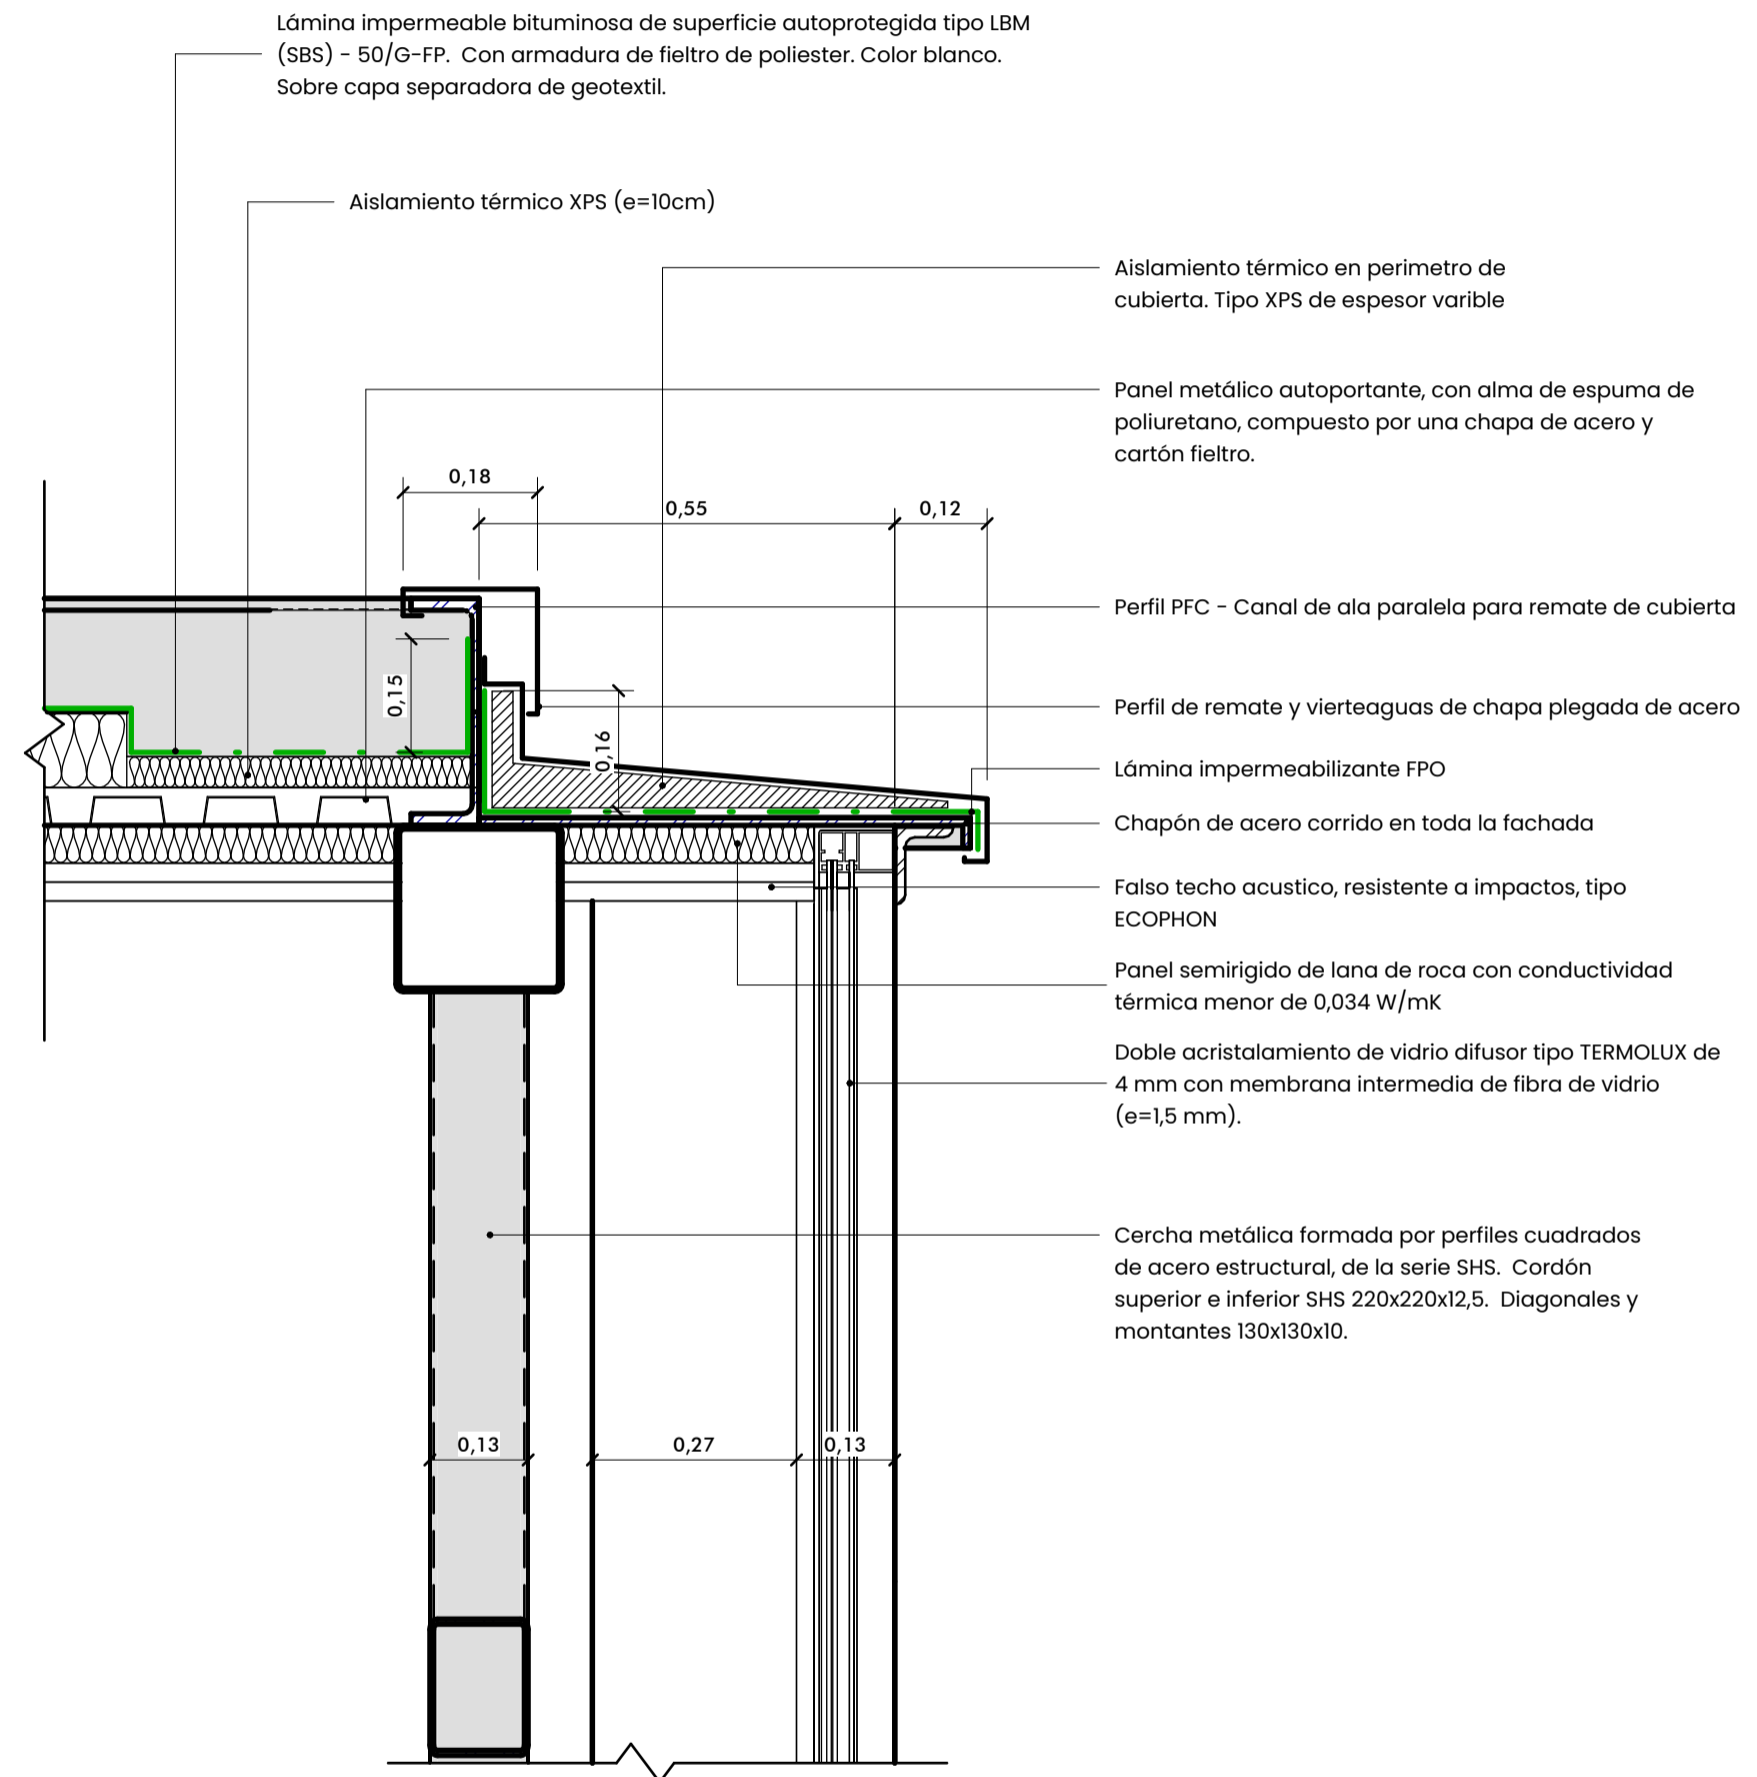 Lámina impermeable bituminosa de superficie autoprotegida tipo LBM
(SBS) - 50/G-FP. Con armadura de fieltro de poliester. Color blanco.
Sobre capa separadora de geotextil.
Aislamiento térmico XPS (e=10cm)
Aislamiento térmico en perimetro de
cubierta. Tipo XPS de espesor varible
Panel metálico autoportante, con alma de espuma de
poliuretano, compuesto por una chapa de acero y
cartón fieltro.
0,18
0,55
0,12
Perfil PFC - Canal de ala paralela para remate de cubierta
0,15
Perfil de remate y vierteaguas de chapa plegada de acero
0,16
Lámina impermeabilizante FPO
Chapón de acero corrido en toda la fachada
Falso techo acustico, resistente a impactos, tipo
ECOPHON
Panel semirigido de lana de roca con conductividad
térmica menor de 0,034 W/mK
Doble acristalamiento de vidrio difusor tipo TERMOLUX de
4 mm con membrana intermedia de fibra de vidrio
(e=1,5 mm).
Cercha metálica formada por perfiles cuadrados
de acero estructural, de la serie SHS. Cordón
superior e inferior SHS 220x220x12,5. Diagonales y
montantes 130x130x10.
0,13
0,27
0,13